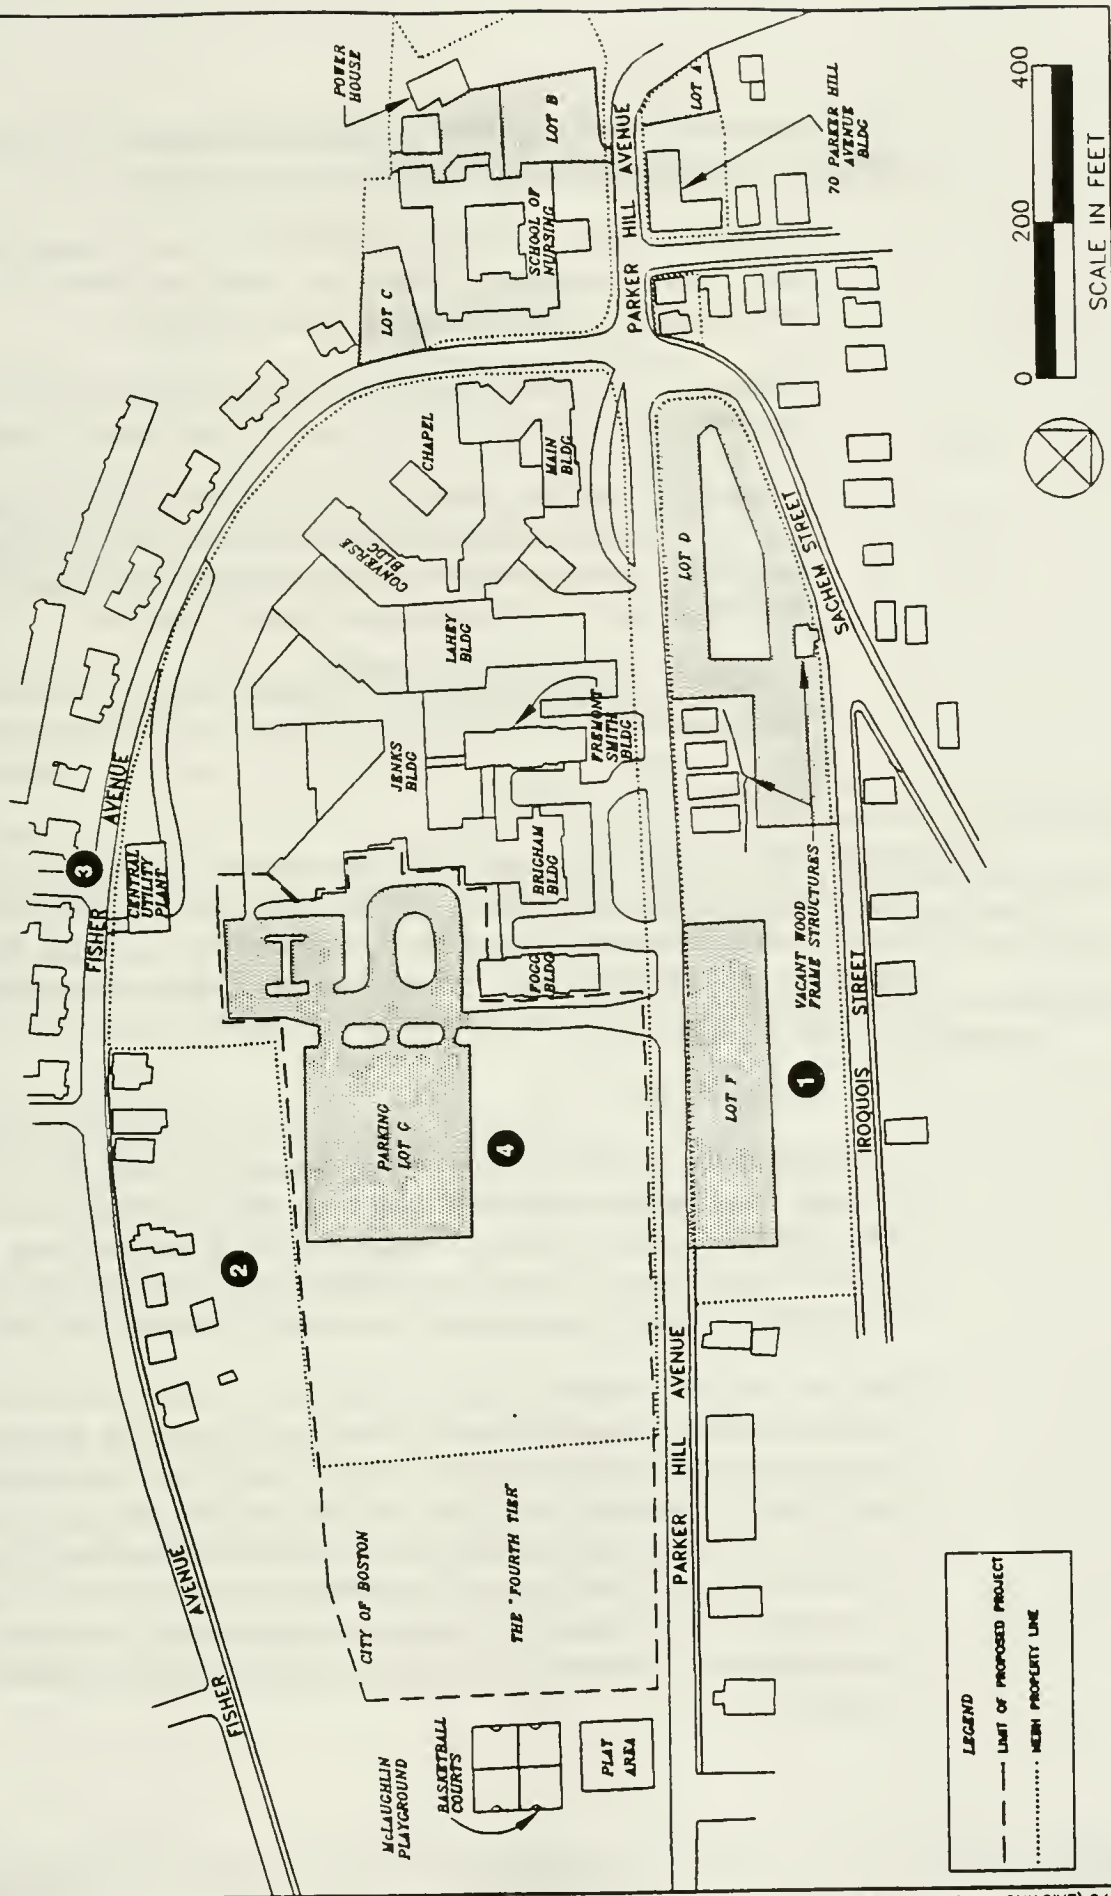 POWER
HOUSE
LOT B
LOT A
SCHOOL OF
NURSING
LOT C
70 PARKER HILL
AVENUE
BLDG
PARKER HILL AVENUE
CHAPEL
MAIN
BLDG
CONVERSE
BLDG
LAHEY
BLDG
JENKS
BLDG
FREMONT
SMITH
BLDG
BRIGHAM
BLDG
FOGG
BLDG
LOT D
SACHEM STREET
VACANT WOOD
FRAME STRUCTURES
FISHER AVENUE
3
CENTRAL
UTILITY
PLANT
PARKING
LOT G
4
2
LOT F
1
IROQUOIS STREET
PARKER HILL AVENUE
CITY OF BOSTON
THE "FOURTH TIER"
FISHER AVENUE
McLAUGHLIN
PLAYGROUND
BASKETBALL
COURTS
PLAY
AREA
LEGEND
LIMIT OF PROPOSED PROJECT
NEBH PROPERTY LINE
0 200 400
SCALE IN FEET